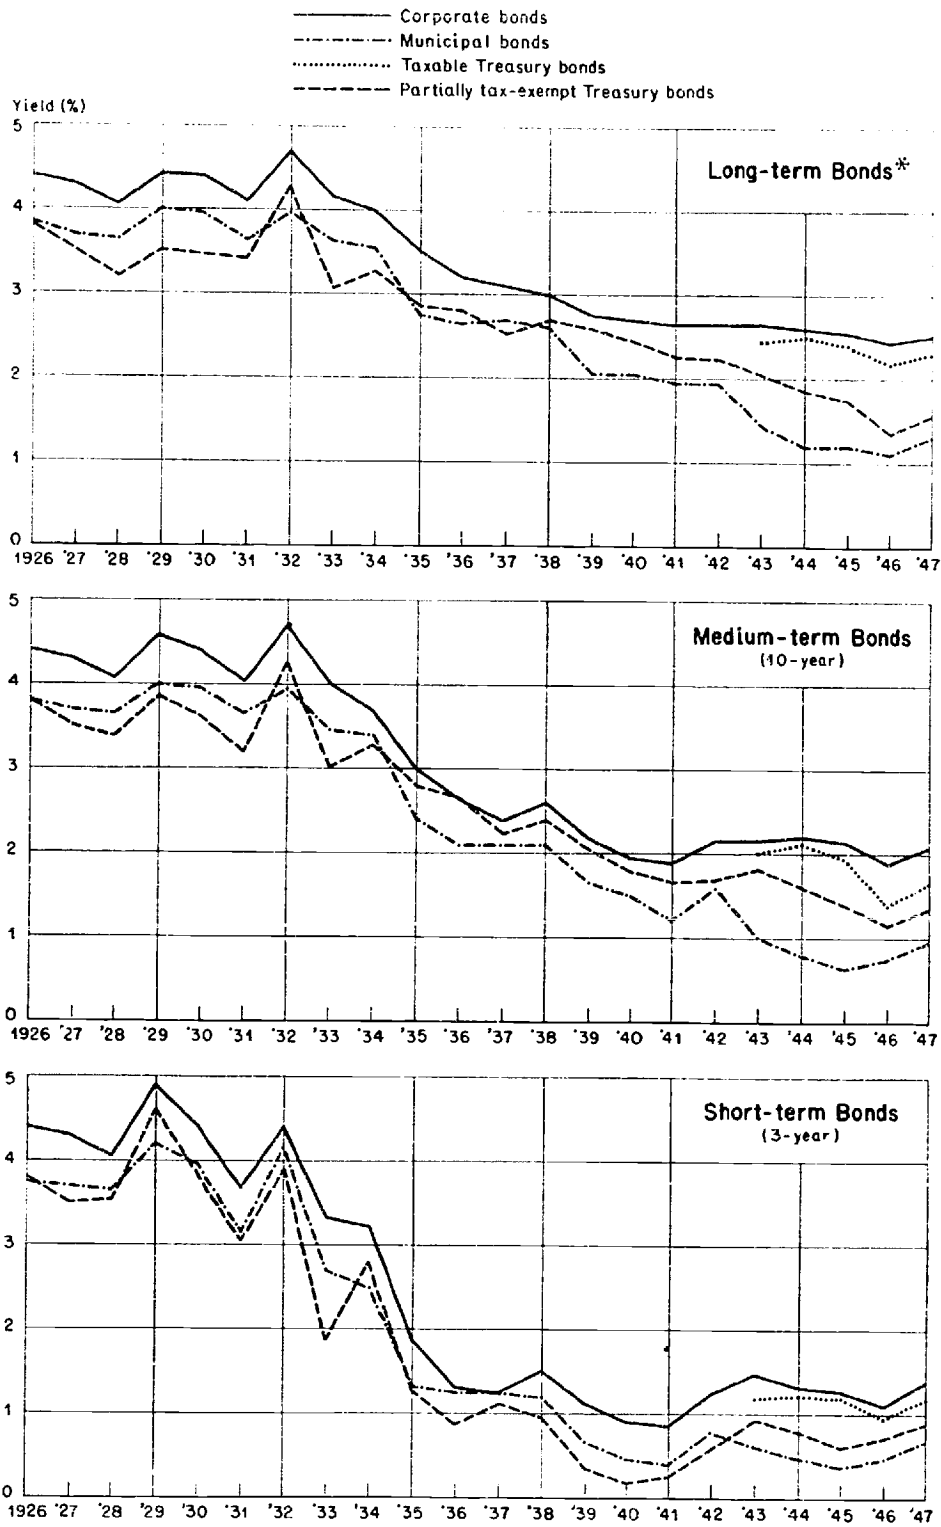 Corporate bonds
Municipal bonds
Taxable Treasury bonds
Partially tax-exempt Treasury bonds
Yield (%)
5
Long-term Bonds*
4
3
2
1
0
1926 '27 '28 '29 '30 '31 '32 '33 '34 '35 '36 '37 '38 '39 '40 '41 '42 '43 '44 '45 '46 '47
5
Medium-term Bonds
(10-year)
4
3
2
1
0
1926 '27 '28 '29 '30 '31 '32 '33 '34 '35 '36 '37 '38 '39 '40 '41 '42 '43 '44 '45 '46 '47
5
Short-term Bonds
(3-year)
4
3
2
1
0
1926 '27 '28 '29 '30 '31 '32 '33 '34 '35 '36 '37 '38 '39 '40 '41 '42 '43 '44 '45 '46 '47